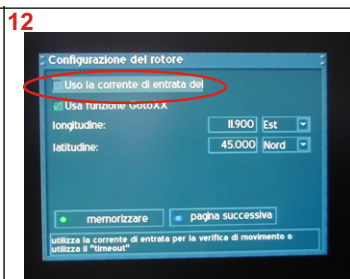 12
Configurazione del rotore
Uso la corrente di entrata del
Usa funzione GotoXX
longitudine: 11.900 Est
latitudine: 45.000 Nord
memorizzare pagina successiva
utilizza la corrente di entrata per la verifica di movimento o
utilizza il "timeout"